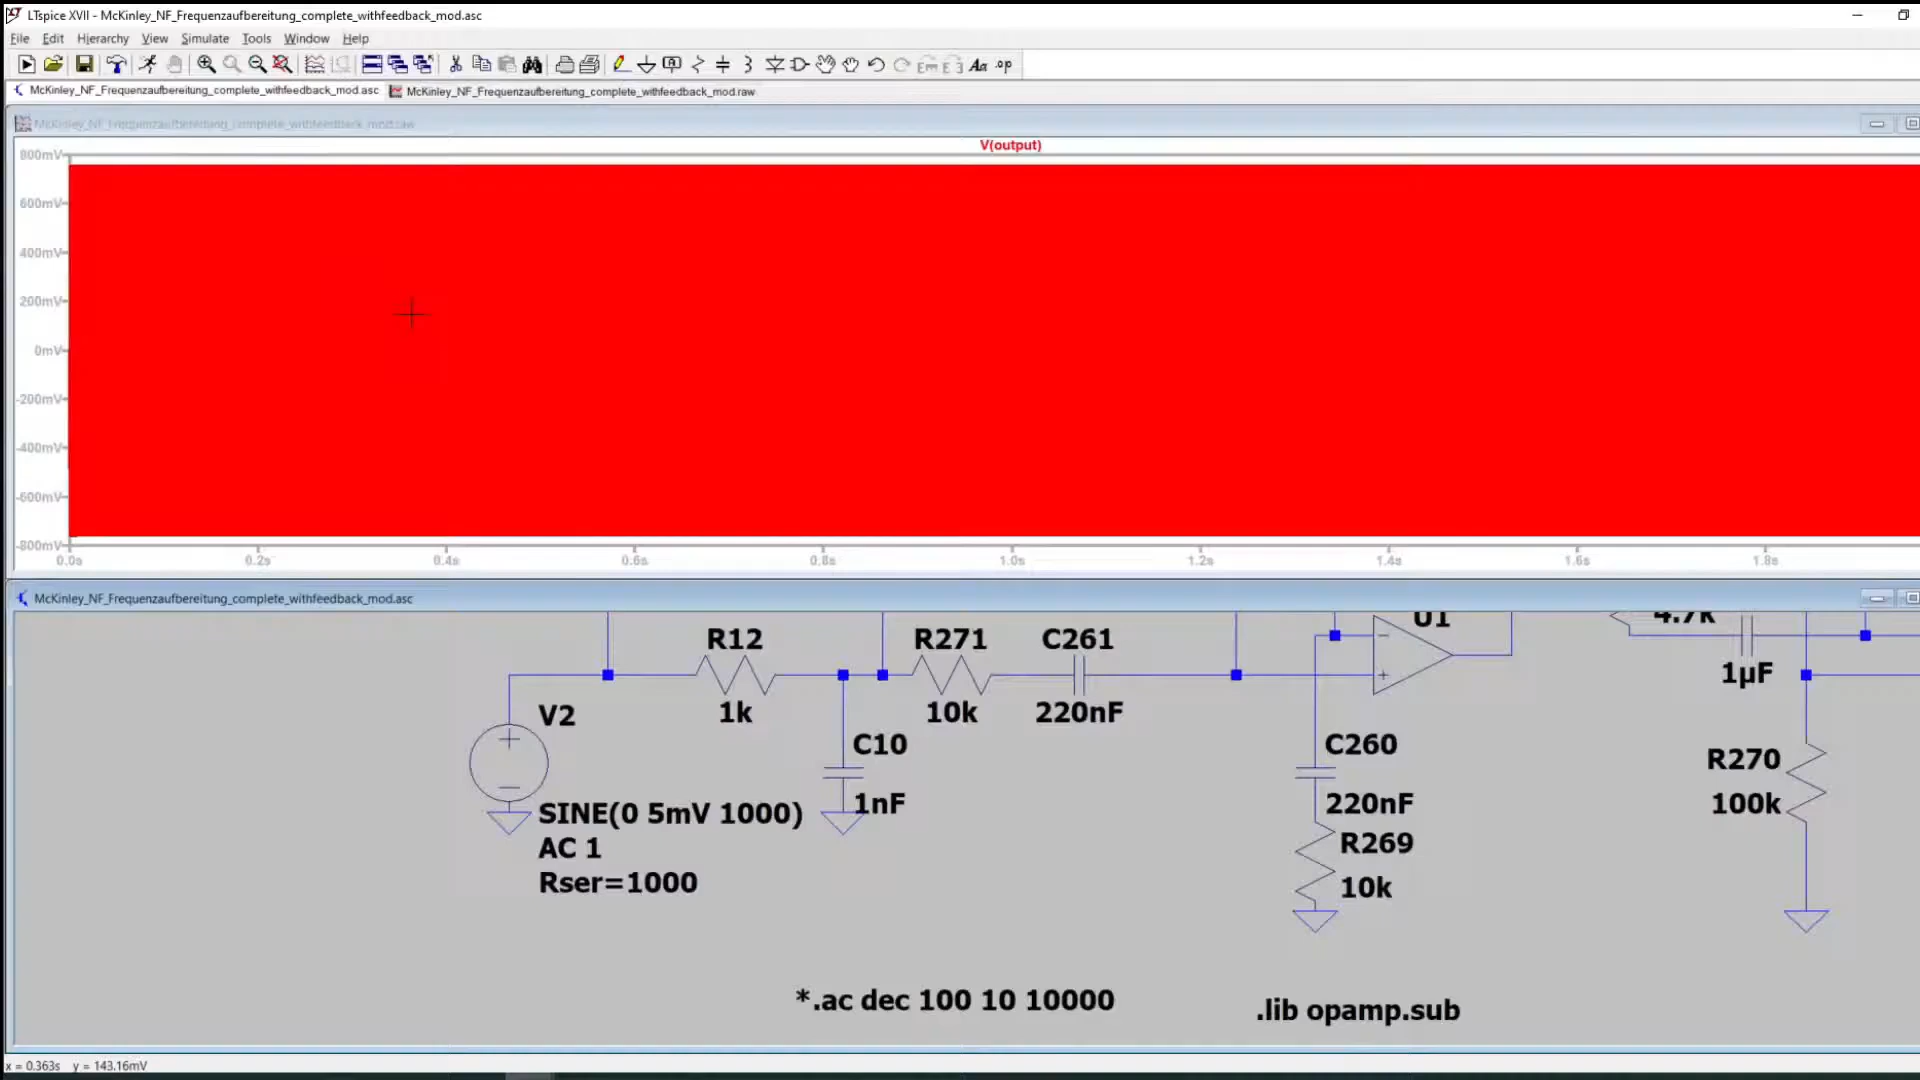 LTspice XVII - McKinley_NF_Frequenzaufbereitung_complete_withfeedback_mod.asc
File Edit Hierarchy View Simulate Tools Window Help
McKinley_NF_Frequenzaufbereitung_complete_withfeedback_mod.asc McKinley_NF_Frequenzaufbereitung_complete_withfeedback_mod.raw
McKinley_NF_Frequenzaufbereitung_complete_withfeedback_mod.raw
V(output)
800mV
600mV
400mV
200mV
0mV
-200mV
-400mV
-600mV
-800mV
0.0s 0.2s 0.4s 0.6s 0.8s 1.0s 1.2s 1.4s 1.6s 1.8s
McKinley_NF_Frequenzaufbereitung_complete_withfeedback_mod.asc
R12 R271 C261 U1 4.7k
1k 10k 220nF 1µF
V2 C10 C260 R270
1nF 220nF 100k
SINE(0 5mV 1000)
AC 1 R269
Rser=1000 10k
*.ac dec 100 10 10000 .lib opamp.sub
x = 0.363s y = 143.16mV